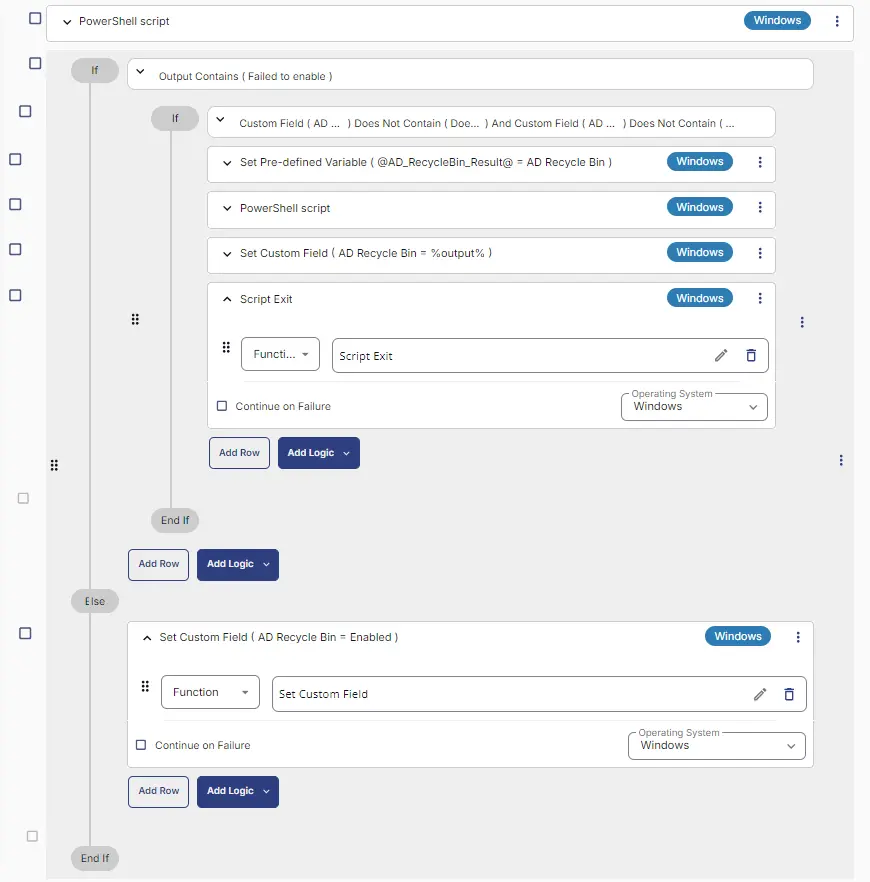 PowerShell script Windows
If
Output Contains ( Failed to enable )
If
Custom Field ( AD ... ) Does Not Contain ( Doe... ) And Custom Field ( AD ... ) Does Not Contain ( ...
Set Pre-defined Variable ( @AD_RecycleBin_Result@ = AD Recycle Bin ) Windows
PowerShell script Windows
Set Custom Field ( AD Recycle Bin = %output% ) Windows
Script Exit Windows
Functi... Script Exit
Operating System
Continue on Failure Windows
Add Row Add Logic
End If
Add Row Add Logic
Else
Set Custom Field ( AD Recycle Bin = Enabled ) Windows
Function Set Custom Field
Operating System
Continue on Failure Windows
Add Row Add Logic
End If